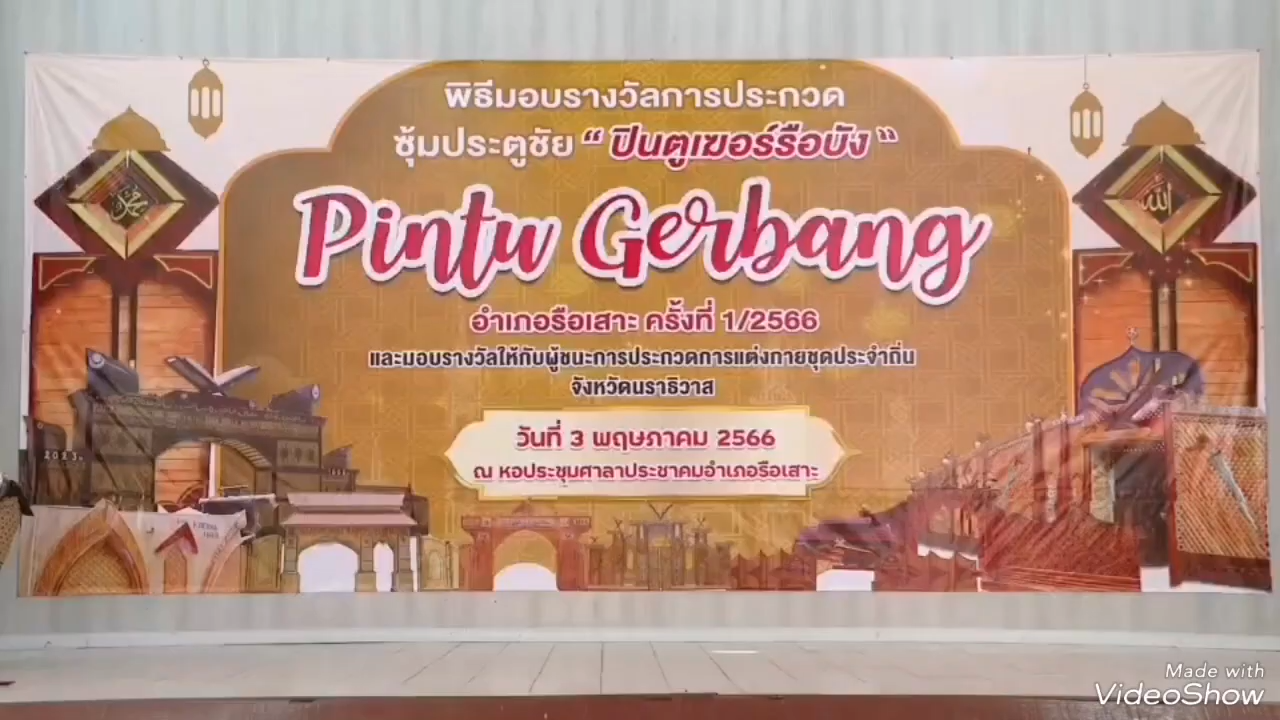 พิธีมอบรางวัลการประกวด
ซุ้มประตูชัย “ ปินตูเฆอร์รือบัง ”
Pintu Gerbang
อำเภอรือเสาะ ครั้งที่ 1/2566
และมอบรางวัลให้กับผู้ชนะการประกวดการแต่งกายชุดประจำถิ่น
จังหวัดนราธิวาส
วันที่ 3 พฤษภาคม 2566
ณ หอประชุมศาลาประชาคมอำเภอรือเสาะ
محمد
الله
2023
Made with
VideoShow